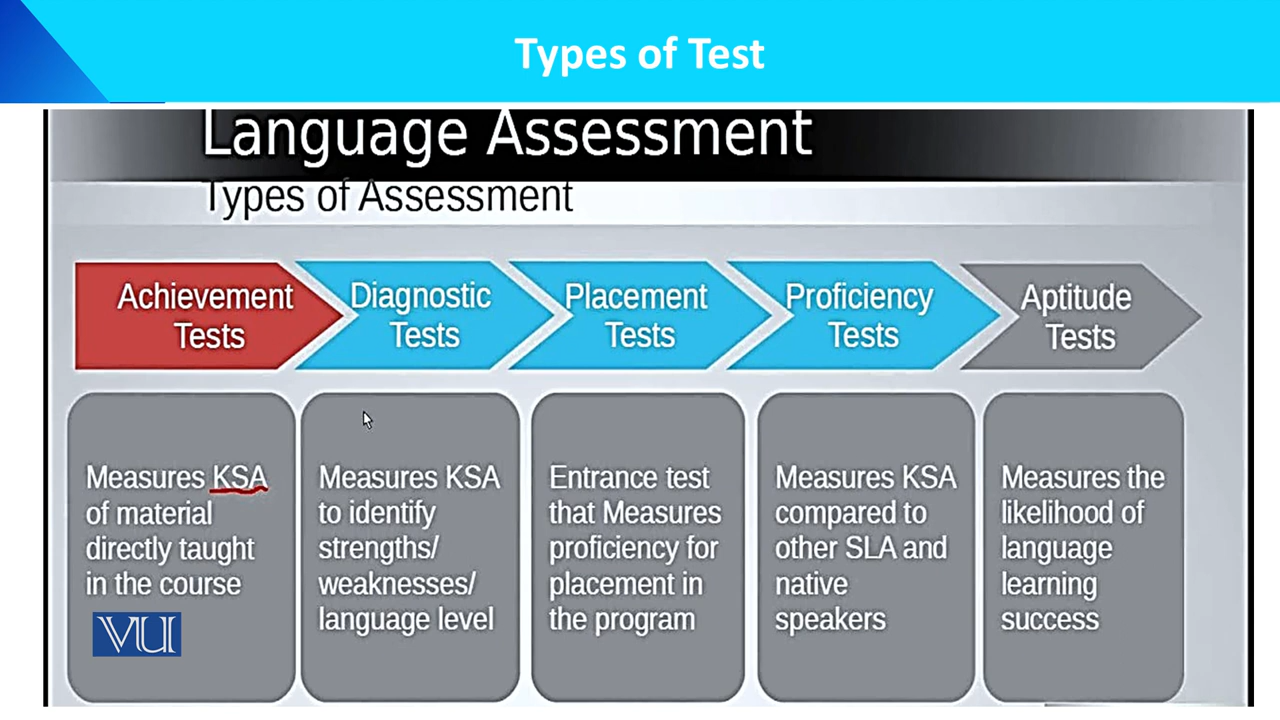 Types of Test
Language Assessment
Types of Assessment
Achievement
Tests
Diagnostic
Tests
Placement
Tests
Proficiency
Tests
Aptitude
Tests
Measures KSA
of material
directly taught
in the course
Measures KSA
to identify
strengths/
weaknesses/
language level
Entrance test
that Measures
proficiency for
placement in
the program
Measures KSA
compared to
other SLA and
native
speakers
Measures the
likelihood of
language
learning
success
VU